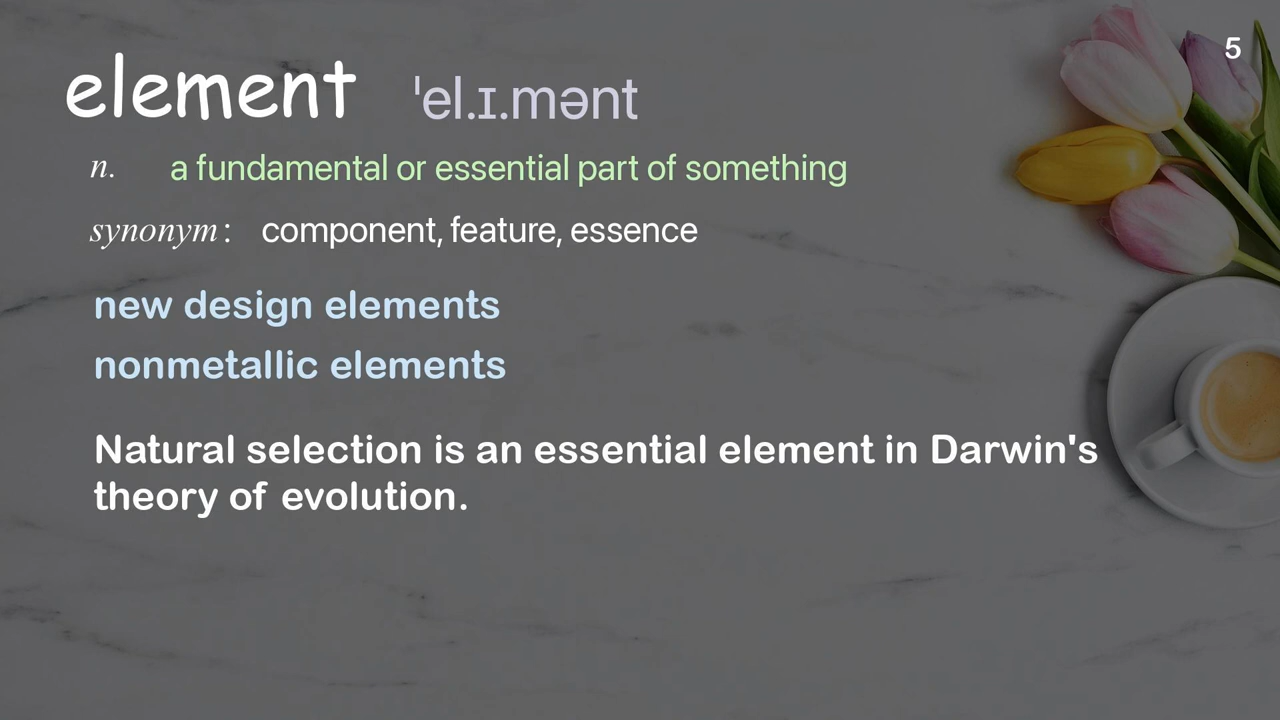 5
element ˈel.ɪ.mənt
n. a fundamental or essential part of something
synonym: component, feature, essence
new design elements
nonmetallic elements
Natural selection is an essential element in Darwin's
theory of evolution.